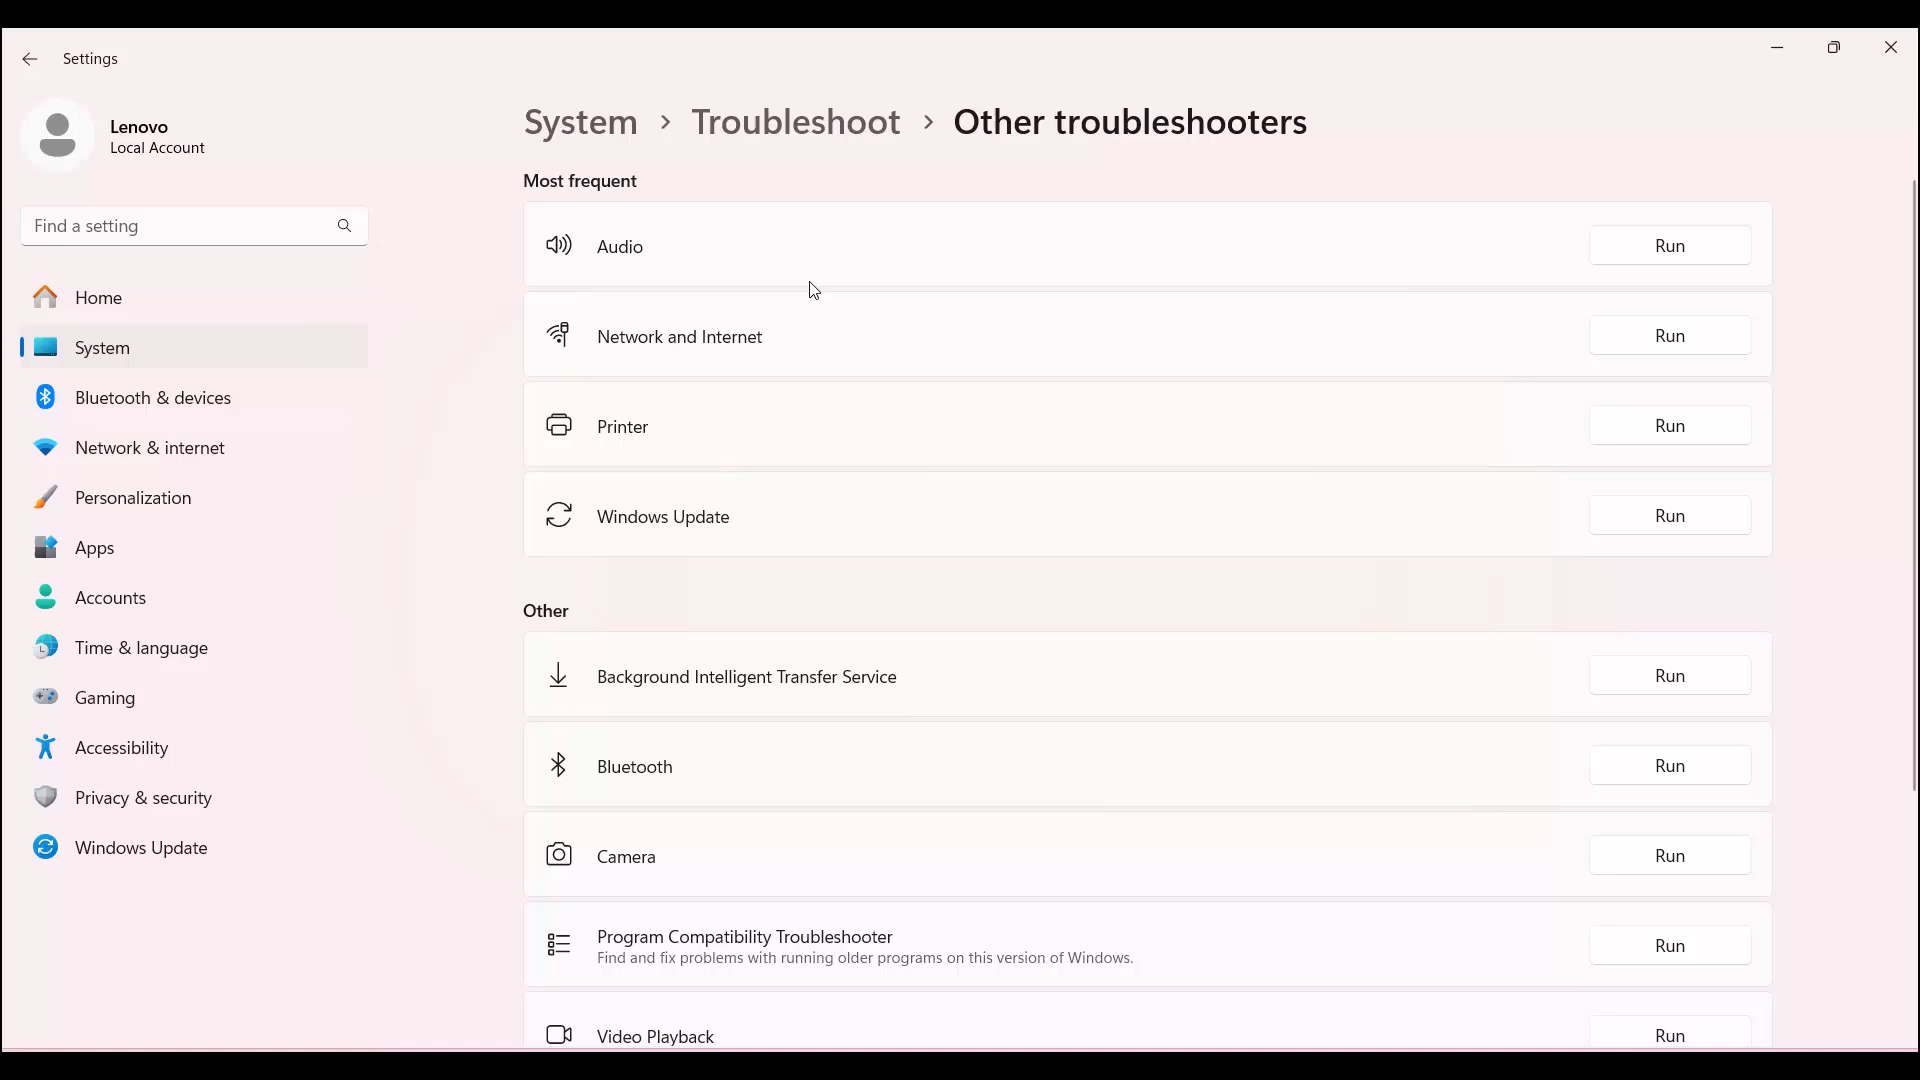 Settings
Lenovo
Local Account
Find a setting
Home
System
Bluetooth & devices
Network & internet
Personalization
Apps
Accounts
Time & language
Gaming
Accessibility
Privacy & security
Windows Update
System > Troubleshoot > Other troubleshooters
Most frequent
Audio Run
Network and Internet Run
Printer Run
Windows Update Run
Other
Background Intelligent Transfer Service Run
Bluetooth Run
Camera Run
Program Compatibility Troubleshooter
Find and fix problems with running older programs on this version of Windows.
Run
Video Playback Run